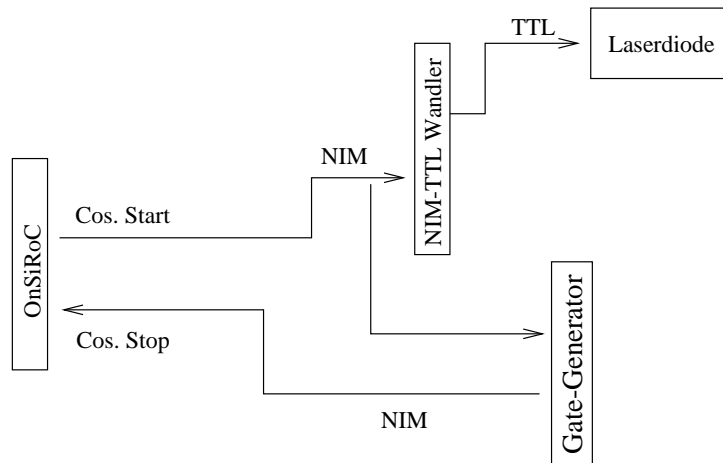 TTL
Laserdiode
NIM-TTL Wandler
NIM
Cos. Start
OnSiRoC
Cos. Stop
NIM
Gate-Generator